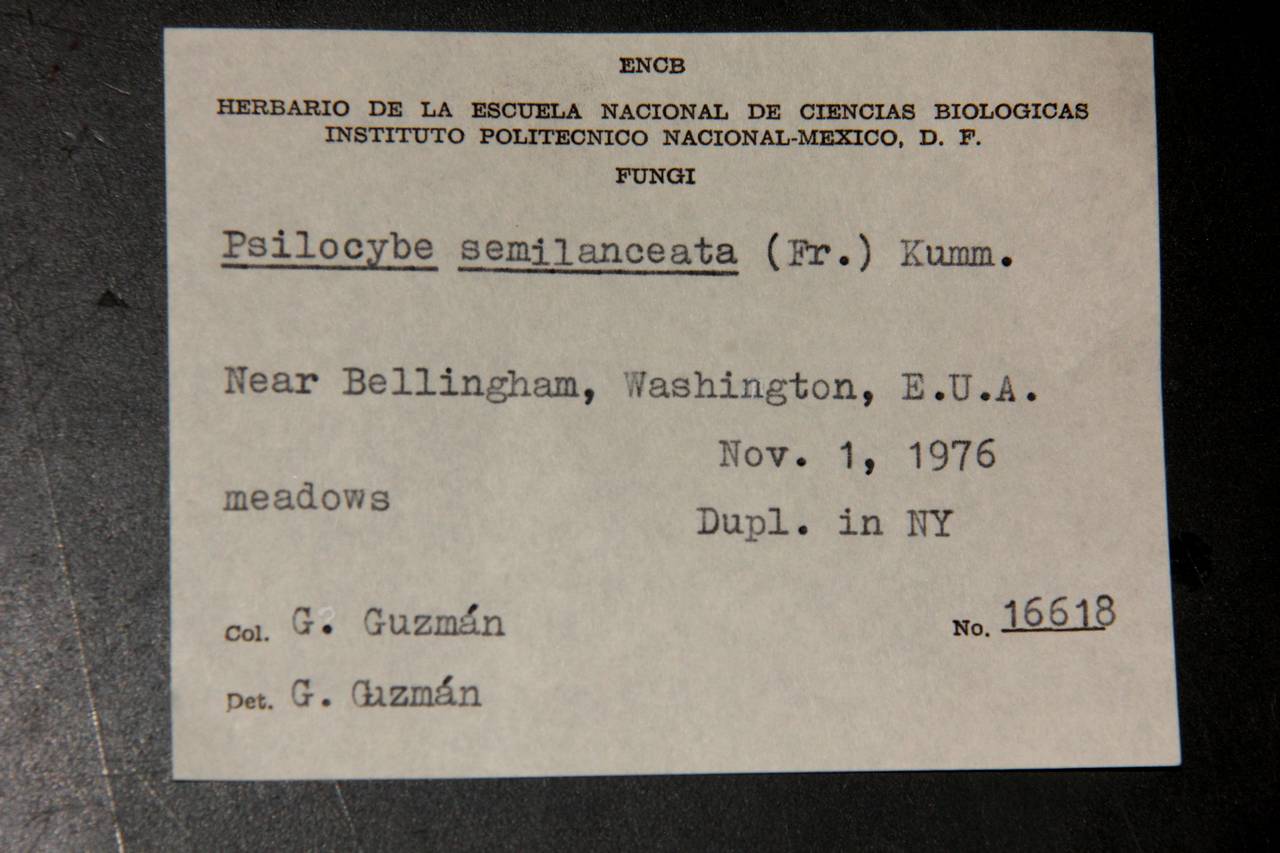 ENCB
HERBARIO DE LA ESCUELA NACIONAL DE CIENCIAS BIOLOGICAS
INSTITUTO POLITECNICO NACIONAL-MEXICO, D. F.
FUNGI
Psilocybe semilanceata (Fr.) Kumm.
Near Bellingham, Washington, E.U.A.
Nov. 1, 1976
meadows
Dupl. in NY
Col. G. Guzmán
No. 16618
Det. G. Guzmán